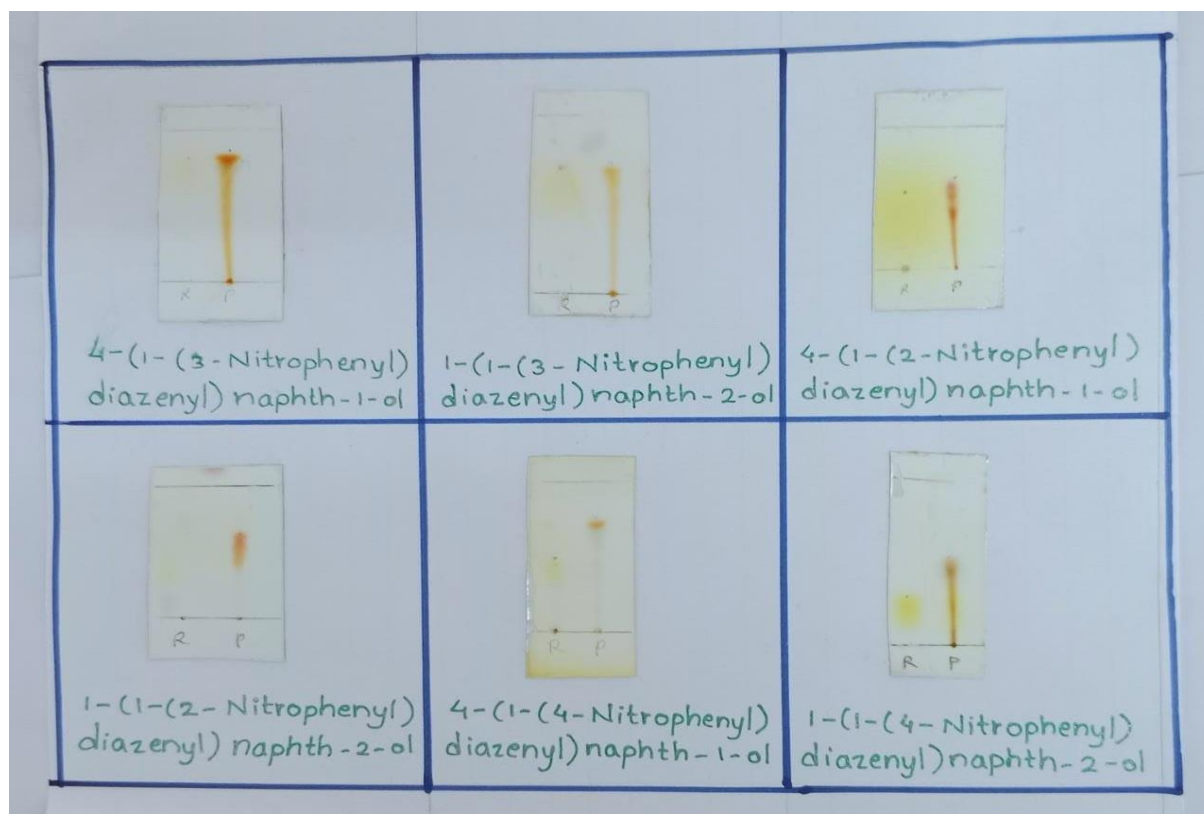 R P
4-(1-(3-Nitrophenyl)
diazenyl) naphth-1-ol
R P
1-(1-(3-Nitrophenyl)
diazenyl) naphth-2-ol
R P
4-(1-(2-Nitrophenyl)
diazenyl) naphth-1-ol
R P
1-(1-(2-Nitrophenyl)
diazenyl) naphth-2-ol
R P
4-(1-(4-Nitrophenyl)
diazenyl) naphth-1-ol
R P
1-(1-(4-Nitrophenyl)
diazenyl) naphth-2-ol